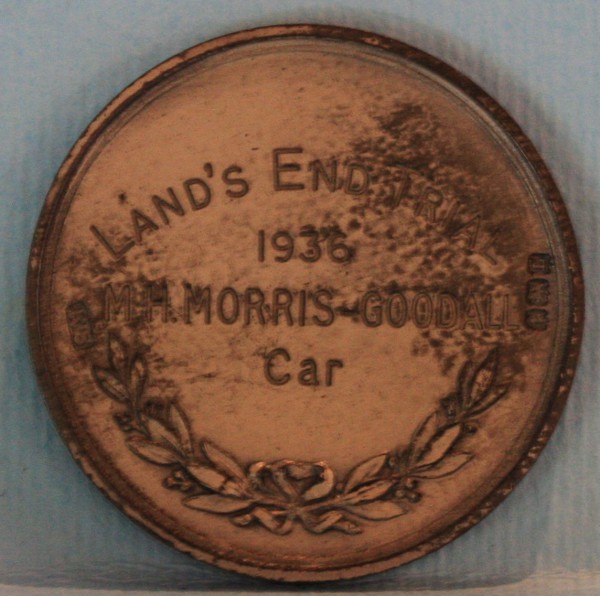 LAND'S END TRIAL
1936
M.H.MORRIS-GOODALL
Car